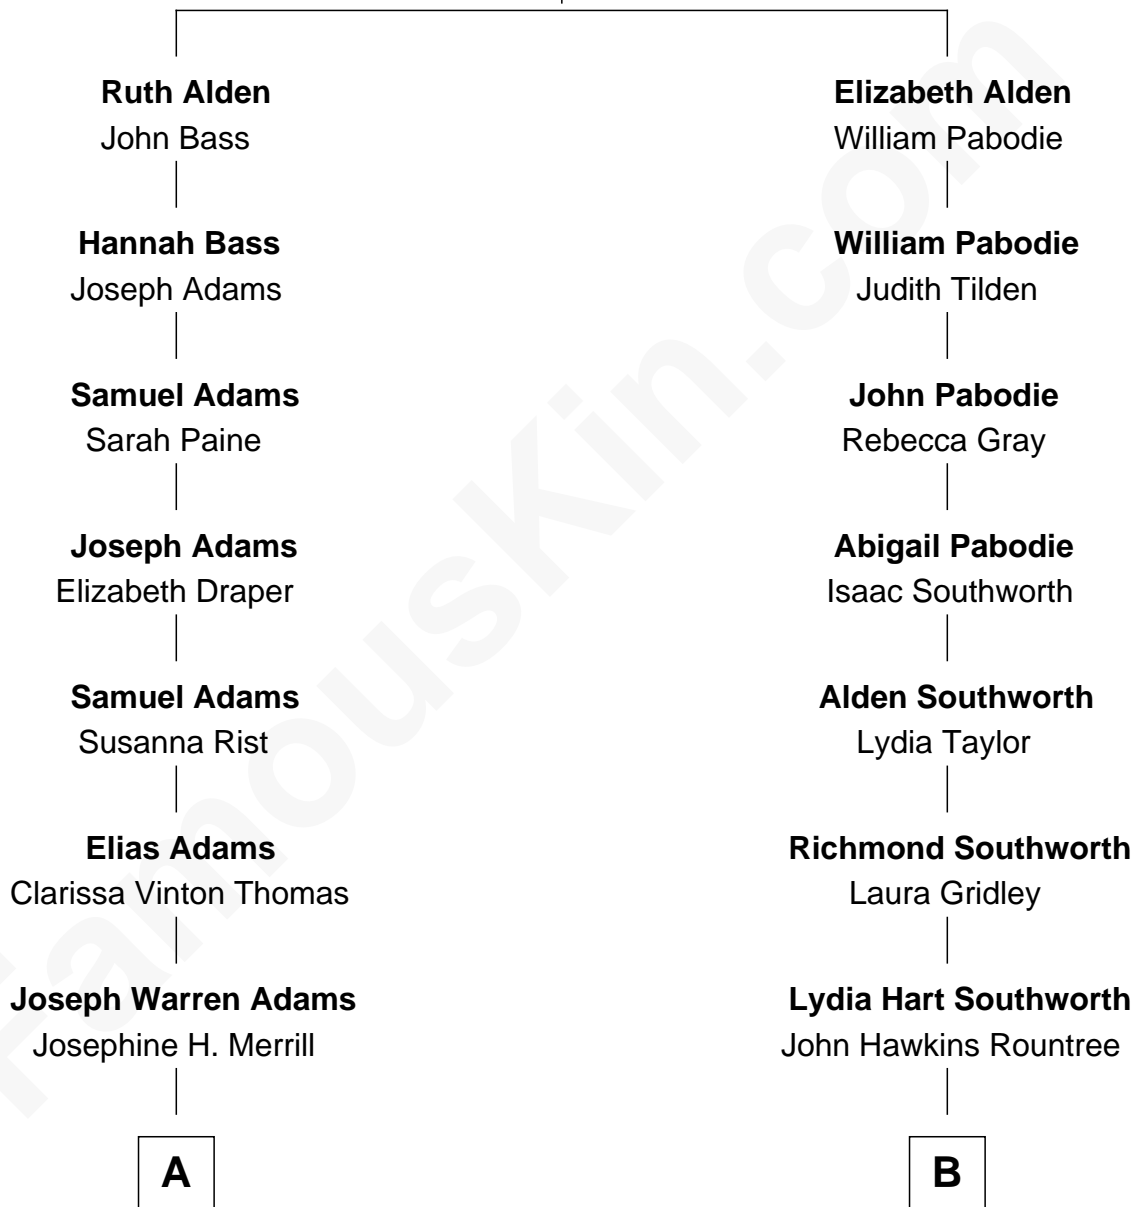 Ruth Alden
John Bass
Hannah Bass
Joseph Adams
Samuel Adams
Sarah Paine
Joseph Adams
Elizabeth Draper
Samuel Adams
Susanna Rist
Elias Adams
Clarissa Vinton Thomas
Joseph Warren Adams
Josephine H. Merrill
A
Elizabeth Alden
William Pabodie
William Pabodie
Judith Tilden
John Pabodie
Rebecca Gray
Abigail Pabodie
Isaac Southworth
Alden Southworth
Lydia Taylor
Richmond Southworth
Laura Gridley
Lydia Hart Southworth
John Hawkins Rountree
B
FamousKin.com